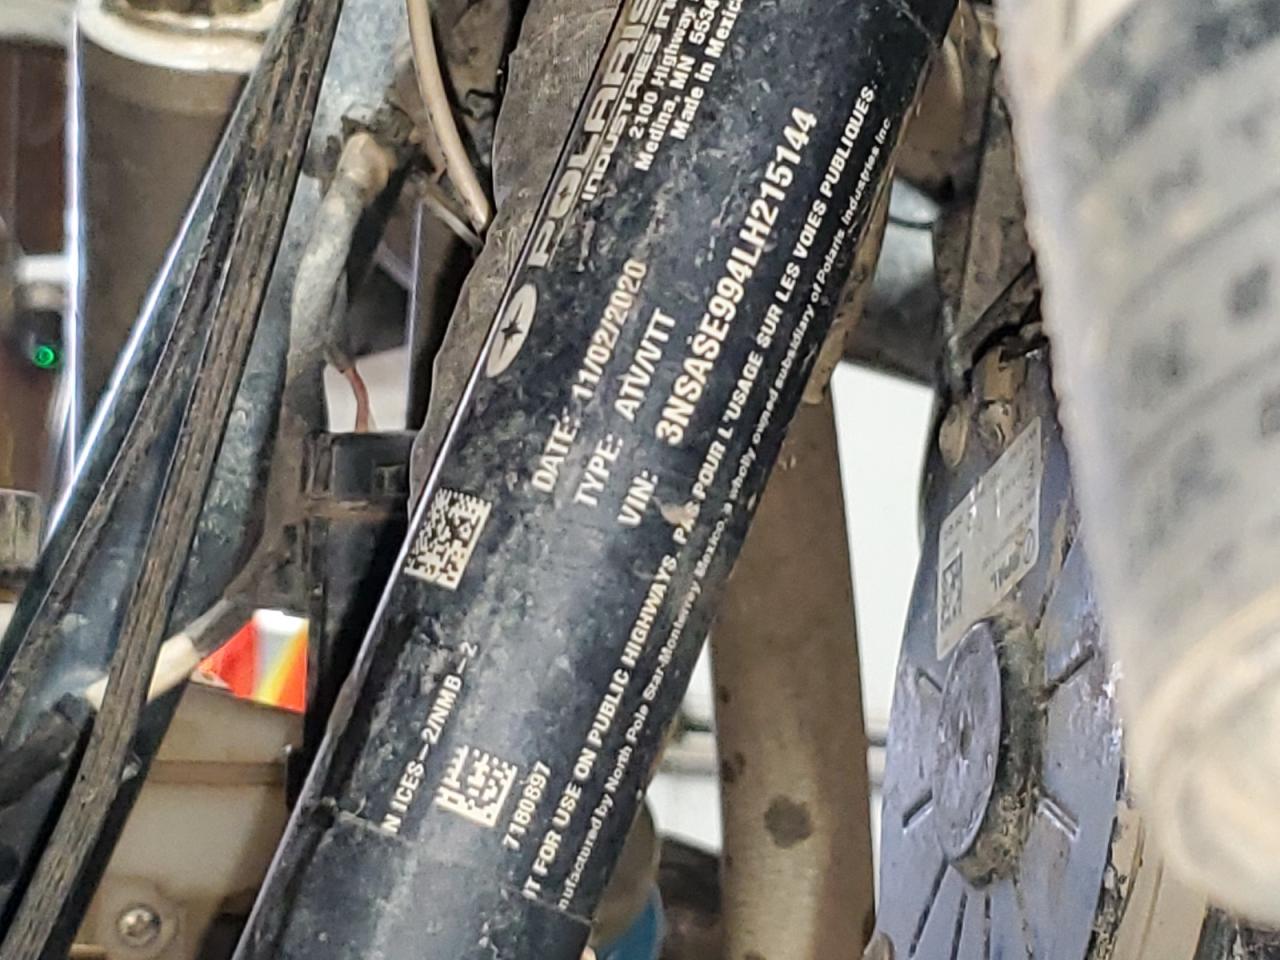 POLARIS
INDUSTRIES
2100 Highway
Medina, MN 5534
Made in Mexic
DATE: 11/02/2020
TYPE: ATV/VTT
VIN: 3NSASE994LH215144
N ICES-2/NMB-2
7180897
IT FOR USE ON PUBLIC HIGHWAYS. PAS POUR L'USAGE SUR LES VOIES PUBLIQUES.
nufactured by North Pole Star-Monterrey Mexico, a wholly owned subsidiary of Polaris Industries Inc.